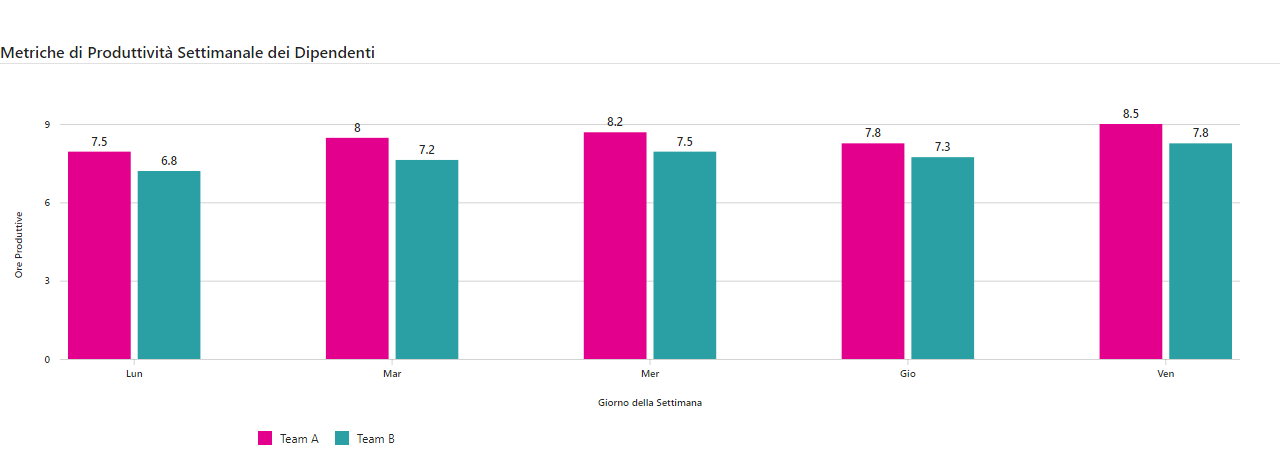 Metriche di Produttività Settimanale dei Dipendenti
9
6
3
0
Ore Produttive
7.5
6.8
8
7.2
8.2
7.5
7.8
7.3
8.5
7.8
Lun
Mar
Mer
Gio
Ven
Giorno della Settimana
Team A
Team B